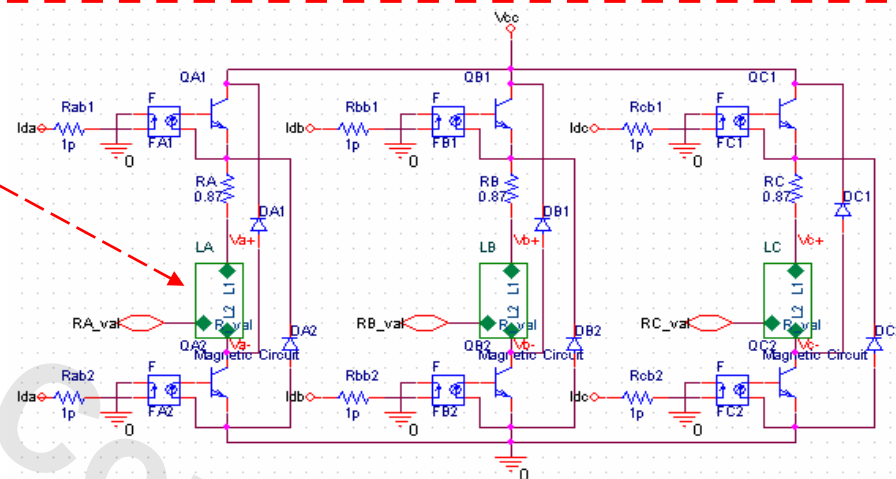 Vcc
QA1 QB1 QC1
Rab1 F Rbb1 F Rcb1 F
Ida Idb Idc
1p FA1 1p FB1 1p FC1
0 0 0
RA RB RC
0.87 0.87 0.87
DA1 DB1 DC1
LA Va+ LB Vb+ LC Vc+
L1 L1 L1
L2 L2 L2
RA_val R_val RB_val R_val RC_val R_val
DA2 DB2 DC
QA2 Va- QB2 Vb- QC2 Vc-
Magnetic Circuit Magnetic Circuit Magnetic Circuit
Rab2 F Rbb2 F Rcb2 F
Ida Idb Idc
1p FA2 1p FB2 1p FC2
0 0 0
0